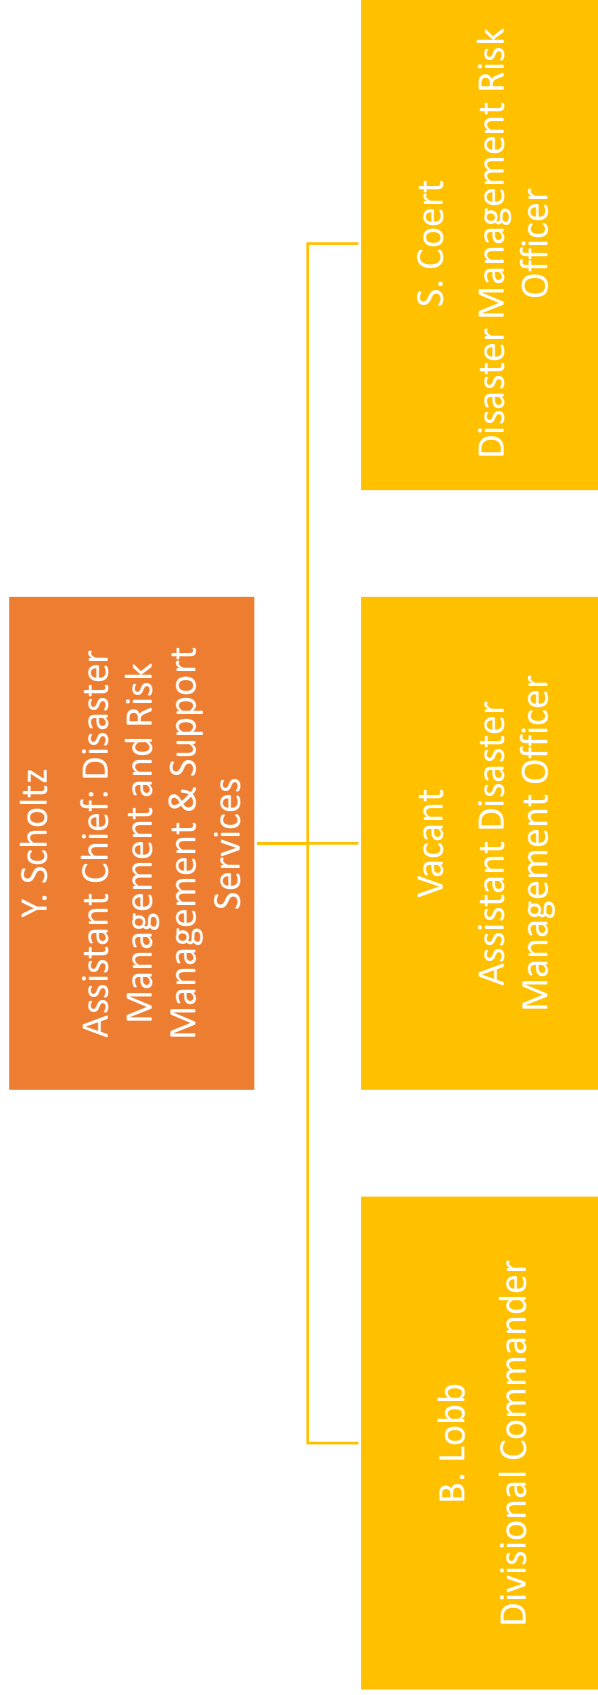 Y. Scholtz
Assistant Chief: Disaster
Management and Risk
Management & Support
Services
B. Lobb
Divisional Commander
Vacant
Assistant Disaster
Management Officer
S. Coert
Disaster Management Risk
Officer